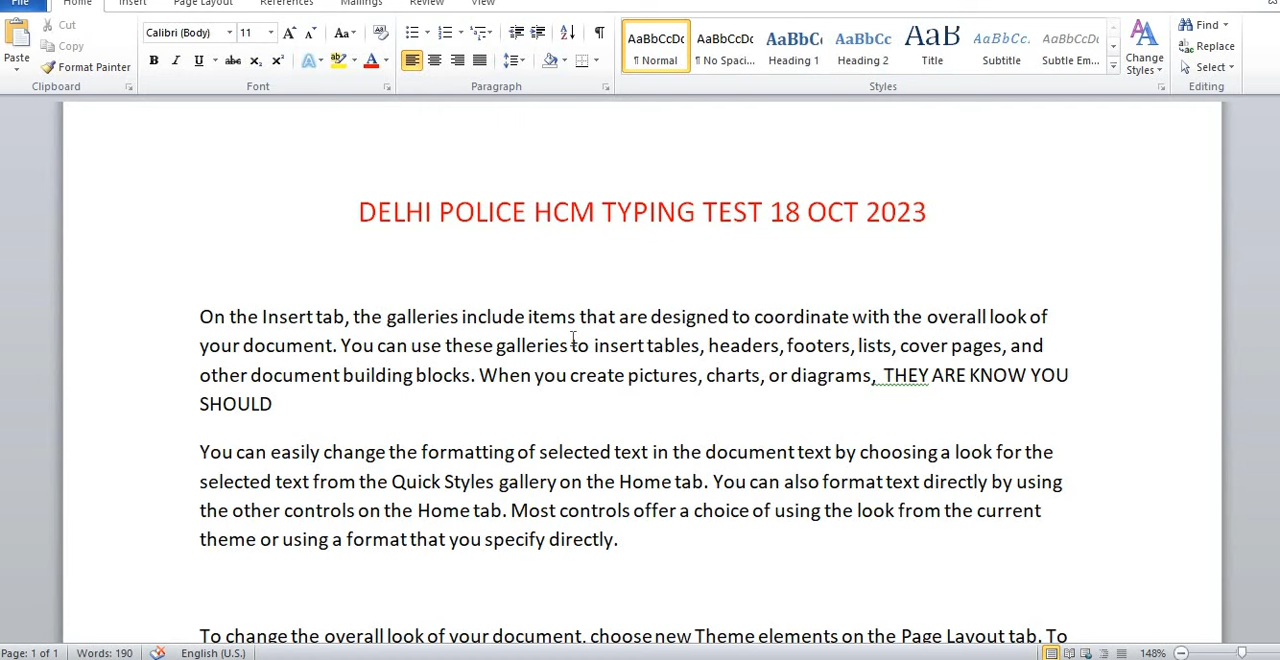 File Home Insert Page Layout References Mailings Review View
Paste
Cut
Copy
Format Painter
Clipboard
Calibri (Body) 11
Font
Paragraph
AaBbCcDc AaBbCcDc AaBbC AaBbCc AaB AaBbCc. AaBbCcDc
¶ Normal ¶ No Spaci... Heading 1 Heading 2 Title Subtitle Subtle Em...
Styles
Change
Styles
Find
Replace
Select
Editing
DELHI POLICE HCM TYPING TEST 18 OCT 2023
On the Insert tab, the galleries include items that are designed to coordinate with the overall look of
your document. You can use these galleries to insert tables, headers, footers, lists, cover pages, and
other document building blocks. When you create pictures, charts, or diagrams, THEY ARE KNOW YOU
SHOULD
You can easily change the formatting of selected text in the document text by choosing a look for the
selected text from the Quick Styles gallery on the Home tab. You can also format text directly by using
the other controls on the Home tab. Most controls offer a choice of using the look from the current
theme or using a format that you specify directly.
To change the overall look of your document, choose new Theme elements on the Page Layout tab. To
Page: 1 of 1 Words: 190 English (U.S.) 148%